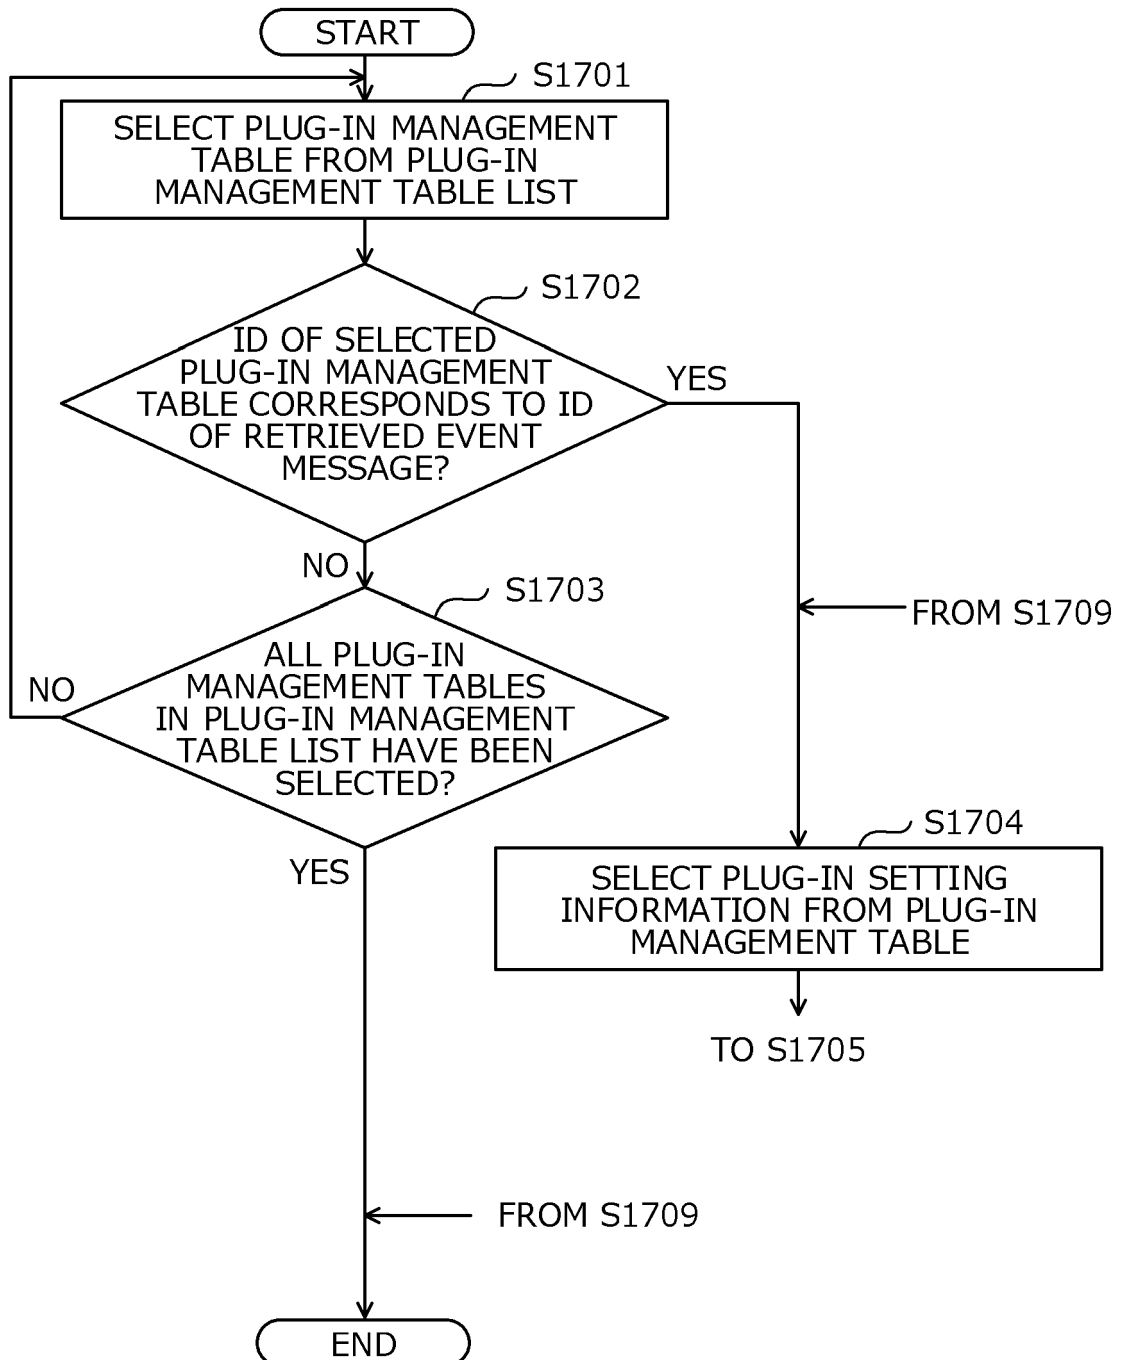 START
S1701
SELECT PLUG-IN MANAGEMENT
TABLE FROM PLUG-IN
MANAGEMENT TABLE LIST
S1702
ID OF SELECTED
PLUG-IN MANAGEMENT
TABLE CORRESPONDS TO ID
OF RETRIEVED EVENT
MESSAGE?
YES
NO
S1703
FROM S1709
ALL PLUG-IN
MANAGEMENT TABLES
IN PLUG-IN MANAGEMENT
TABLE LIST HAVE BEEN
SELECTED?
NO
YES
S1704
SELECT PLUG-IN SETTING
INFORMATION FROM PLUG-IN
MANAGEMENT TABLE
TO S1705
FROM S1709
END